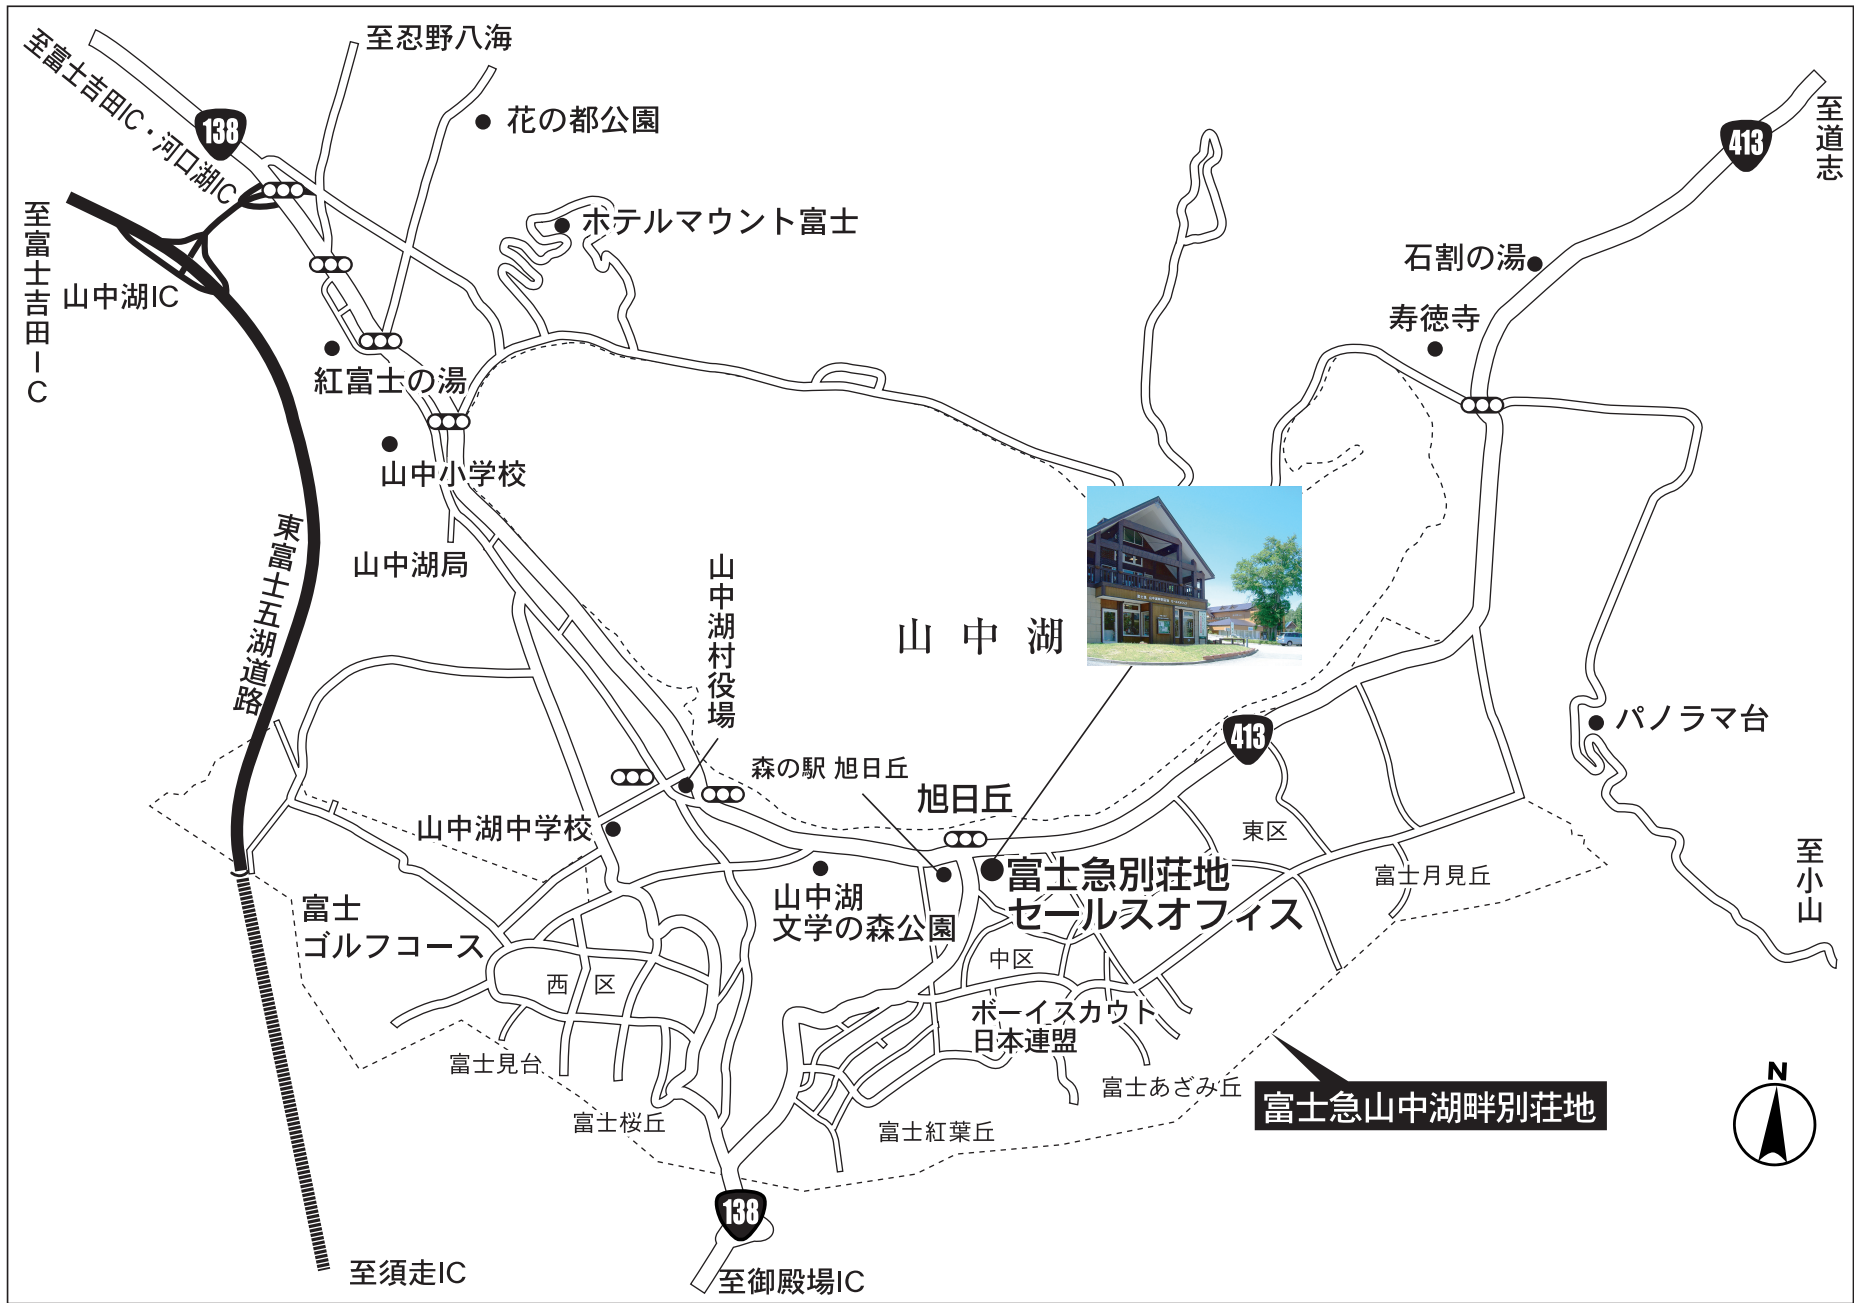 至忍野八海
至富士吉田IC・河口湖IC
138
花の都公園
413
至道志
至富士吉田IC
ホテルマウント富士
石割の湯
山中湖IC
寿徳寺
紅富士の湯
山中小学校
東富士五湖道路
山中湖局
山中湖村役場
山中湖
パノラマ台
413
森の駅 旭日丘
旭日丘
山中湖中学校
東区
至小山
富士急別荘地
セールスオフィス
富士月見丘
山中湖
文学の森公園
富士
ゴルフコース
中区
西区
ボーイスカウト
日本連盟
富士見台
富士あざみ丘
富士急山中湖畔別荘地
N
富士桜丘
富士紅葉丘
138
至須走IC
至御殿場IC